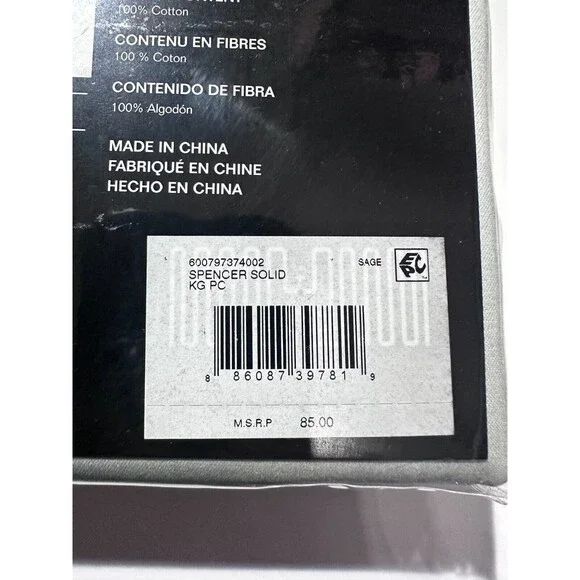 100% Cotton
CONTENU EN FIBRES
100 % Coton
CONTENIDO DE FIBRA
100% Algodón
MADE IN CHINA
FABRIQUÉ EN CHINE
HECHO EN CHINA
600797374002 SAGE
SPENCER SOLID
KG PC
EPC
8 86087 39781 9
M.S.R.P 85.00